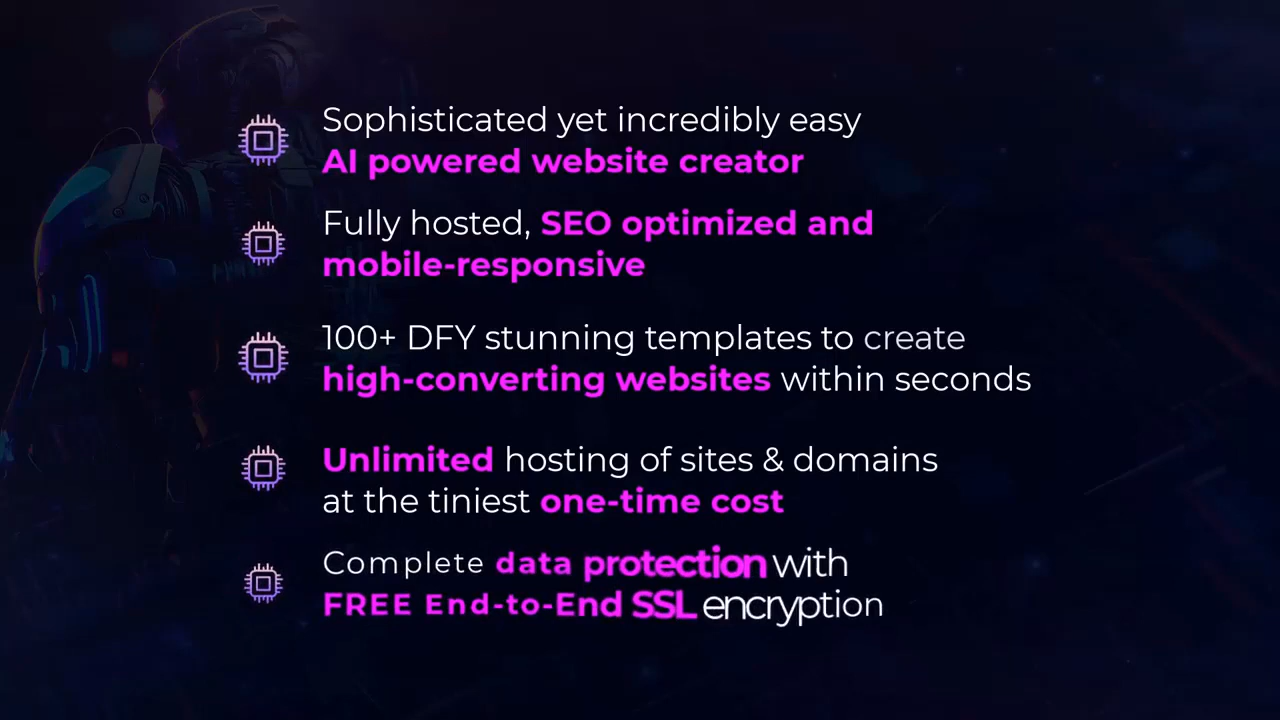 Sophisticated yet incredibly easy
AI powered website creator
Fully hosted, SEO optimized and
mobile-responsive
100+ DFY stunning templates to create
high-converting websites within seconds
Unlimited hosting of sites & domains
at the tiniest one-time cost
Complete data protection with
FREE End-to-End SSL encryption